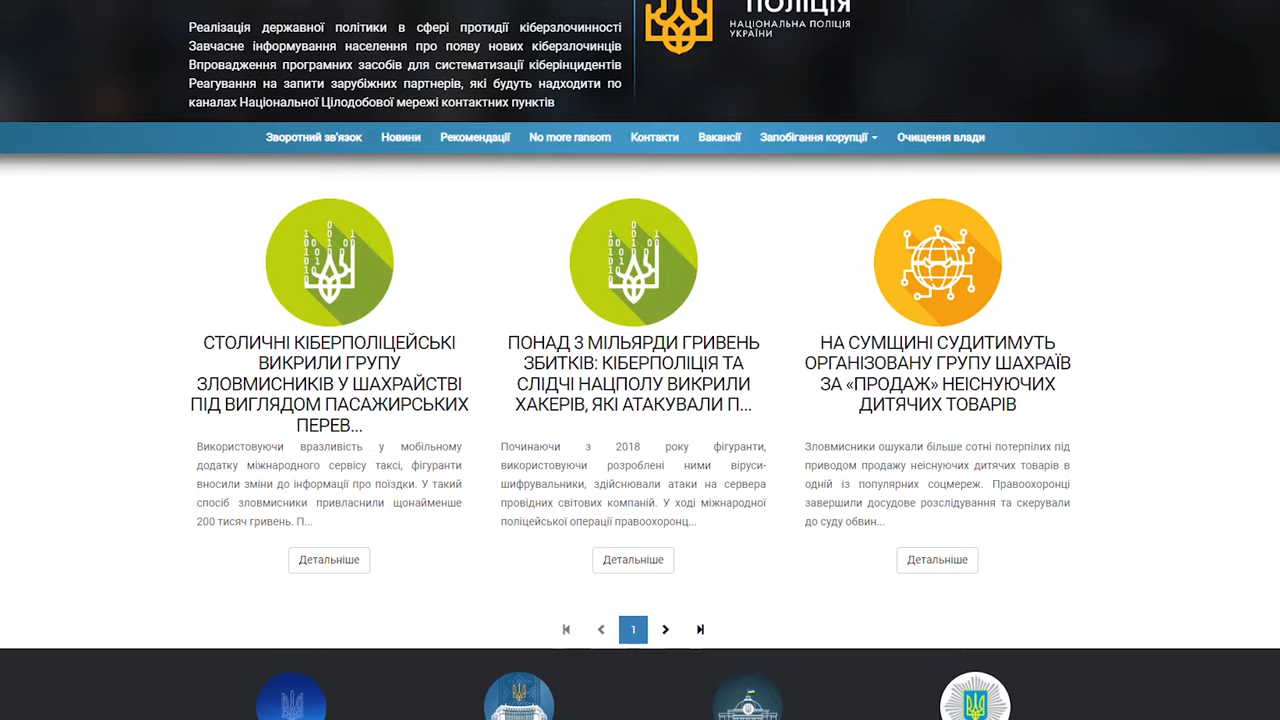 Реалізація державної політики в сфері протидії кіберзлочинності
Завчасне інформування населення про появу нових кіберзлочинців
Впровадження програмних засобів для систематизації кіберінцидентів
Реагування на запити зарубіжних партнерів, які будуть надходити по
каналах Національної Цілодобової мережі контактних пунктів
ПОЛІЦІЯ
НАЦІОНАЛЬНА ПОЛІЦІЯ
УКРАЇНИ
Зворотний зв'язок Новини Рекомендації No more ransom Контакти Вакансії Запобігання корупції Очищення влади
СТОЛИЧНІ КІБЕРПОЛІЦЕЙСЬКІ
ВИКРИЛИ ГРУПУ
ЗЛОВМИСНИКІВ У ШАХРАЙСТВІ
ПІД ВИГЛЯДОМ ПАСАЖИРСЬКИХ
ПЕРЕВ...
Використовуючи вразливість у мобільному
додатку міжнародного сервісу таксі, фігуранти
вносили зміни до інформації про поїздки. У такий
спосіб зловмисники привласнили щонайменше
200 тисяч гривень. П...
Детальніше
ПОНАД 3 МІЛЬЯРДИ ГРИВЕНЬ
ЗБИТКІВ: КІБЕРПОЛІЦІЯ ТА
СЛІДЧІ НАЦПОЛУ ВИКРИЛИ
ХАКЕРІВ, ЯКІ АТАКУВАЛИ П...
Починаючи з 2018 року фігуранти,
використовуючи розроблені ними віруси-
шифрувальники, здійснювали атаки на сервера
провідних світових компаній. У ході міжнародної
поліцейської операції правоохоронц...
Детальніше
НА СУМЩИНІ СУДИТИМУТЬ
ОРГАНІЗОВАНУ ГРУПУ ШАХРАЇВ
ЗА «ПРОДАЖ» НЕІСНУЮЧИХ
ДИТЯЧИХ ТОВАРІВ
Зловмисники ошукали більше сотні потерпілих під
приводом продажу неіснуючих дитячих товарів в
одній із популярних соцмереж. Правоохоронці
завершили досудове розслідування та скерували
до суду обвин...
Детальніше
1